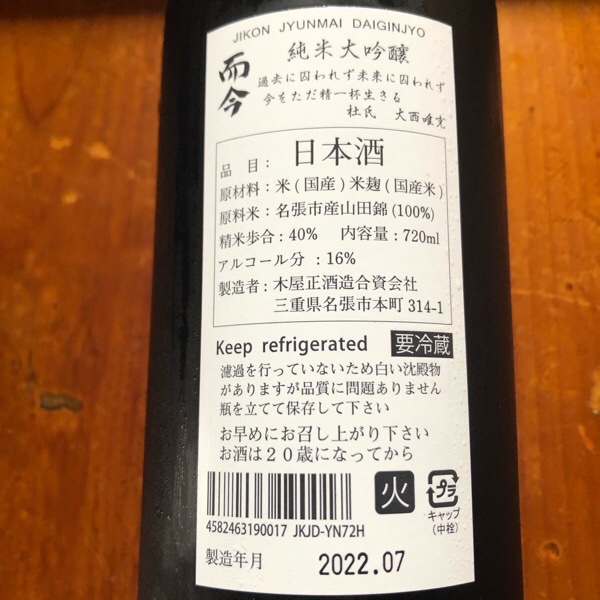 JIKON JYUNMAI DAIGINJYO
而今
純米大吟醸
過去に囚われず未来に囚われず
今をただ精一杯生きる
杜氏 大西唯克
品 目: 日本酒
原材料:米(国産)米麹(国産米)
原料米:名張市産山田錦(100%)
精米歩合:40% 内容量:720ml
アルコール分 :16%
製造者:木屋正酒造合資会社
三重県名張市本町 314-1
Keep refrigerated 要冷蔵
濾過を行っていないため白い沈殿物
がありますが品質に問題ありません
瓶を立てて保存して下さい
お早めにお召し上がり下さい
お酒は20歳になってから
火
プラ
キャップ
(中栓)
4582463190017 JKJD-YN72H
製造年月 2022.07